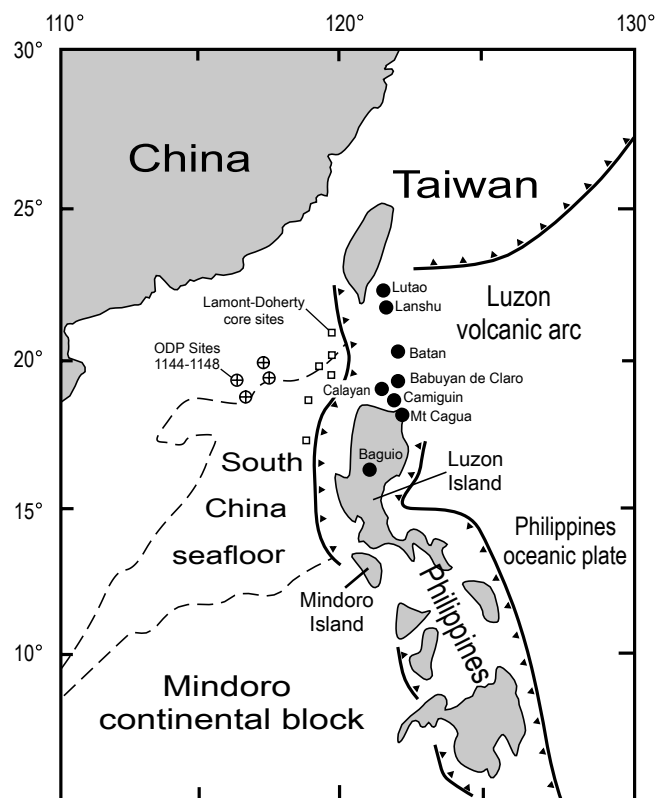 110°
120°
130°
30°
China
Taiwan
25°
Lutao
Lanshu
Luzon
volcanic arc
Lamont-Doherty
core sites
ODP Sites
1144-1148
20°
Batan
Babuyan de Claro
Calayan
Camiguin
Mt Cagua
Baguio
Luzon
Island
South
China
seafloor
15°
Philippines
oceanic plate
Mindoro
Island
Philippines
10°
Mindoro
continental block